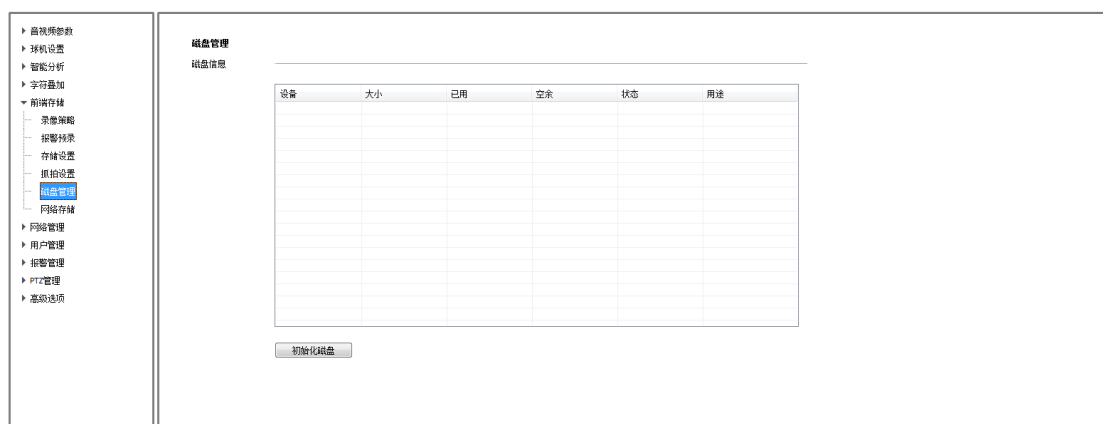 音视频参数
球机设置
智能分析
字符叠加
前端存储
录像策略
报警预录
存储设置
抓拍设置
磁盘管理
网络存储
网络管理
用户管理
报警管理
PTZ管理
高级选项
磁盘管理
磁盘信息
设备 大小 已用 空余 状态 用途
初始化磁盘